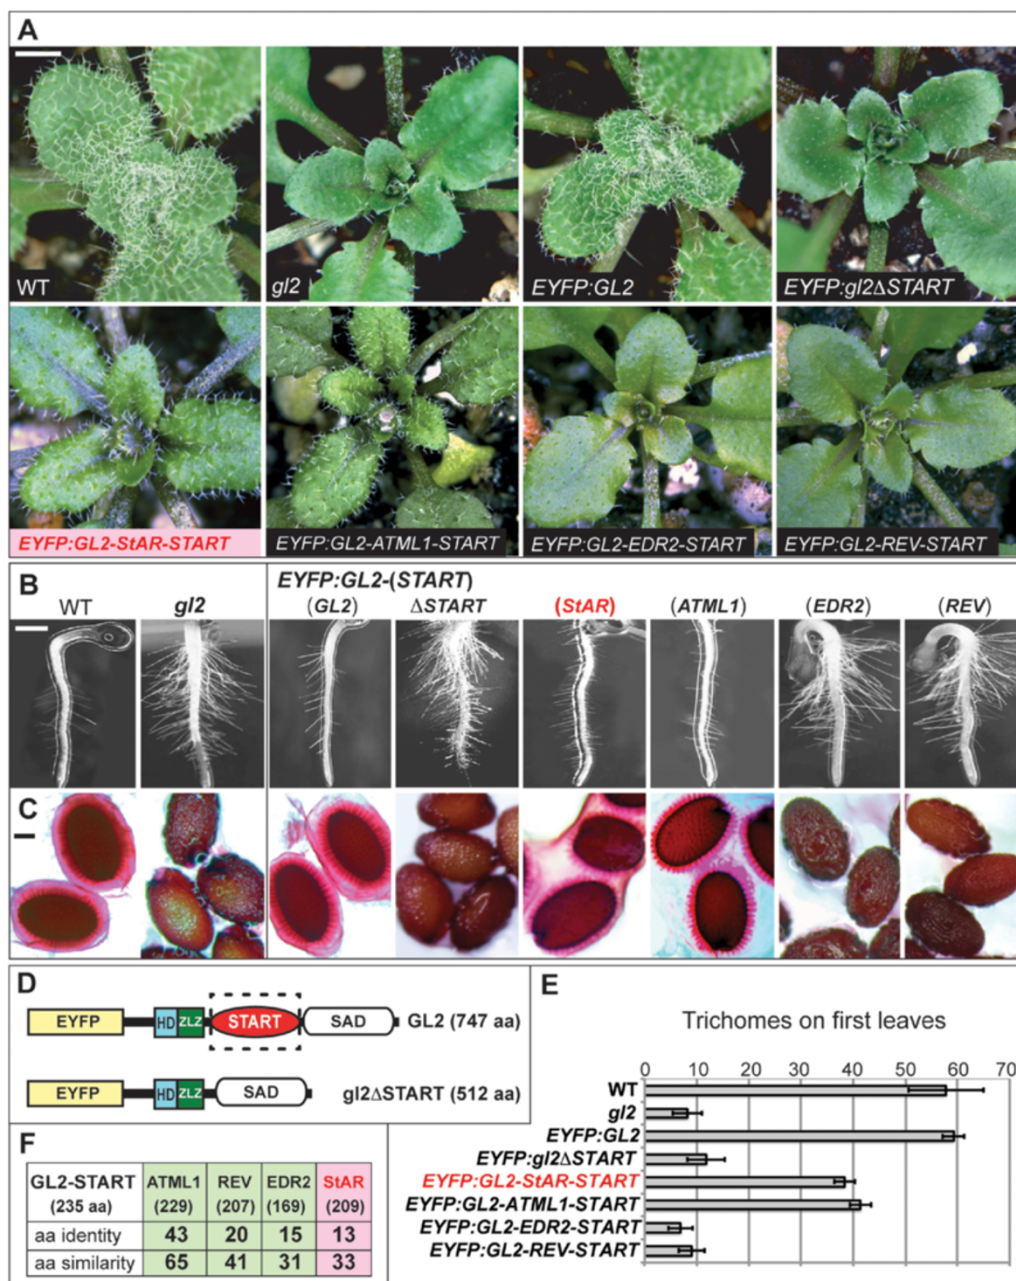 A
WT
gl2
EYFP:GL2
EYFP:gl2ΔSTART
EYFP:GL2-StAR-START
EYFP:GL2-ATML1-START
EYFP:GL2-EDR2-START
EYFP:GL2-REV-START
B
EYFP:GL2-(START)
WT
gl2
(GL2)
ΔSTART
(StAR)
(ATML1)
(EDR2)
(REV)
C
D
EYFP
HD
ZLZ
START
SAD
GL2 (747 aa)
EYFP
HD
ZLZ
SAD
gl2ΔSTART (512 aa)
E
Trichomes on first leaves
0 10 20 30 40 50 60 70
WT
gl2
EYFP:GL2
EYFP:gl2ΔSTART
EYFP:GL2-StAR-START
EYFP:GL2-ATML1-START
EYFP:GL2-EDR2-START
EYFP:GL2-REV-START
F
GL2-START ATML1 REV EDR2 StAR
(235 aa) (229) (207) (169) (209)
aa identity 43 20 15 13
aa similarity 65 41 31 33